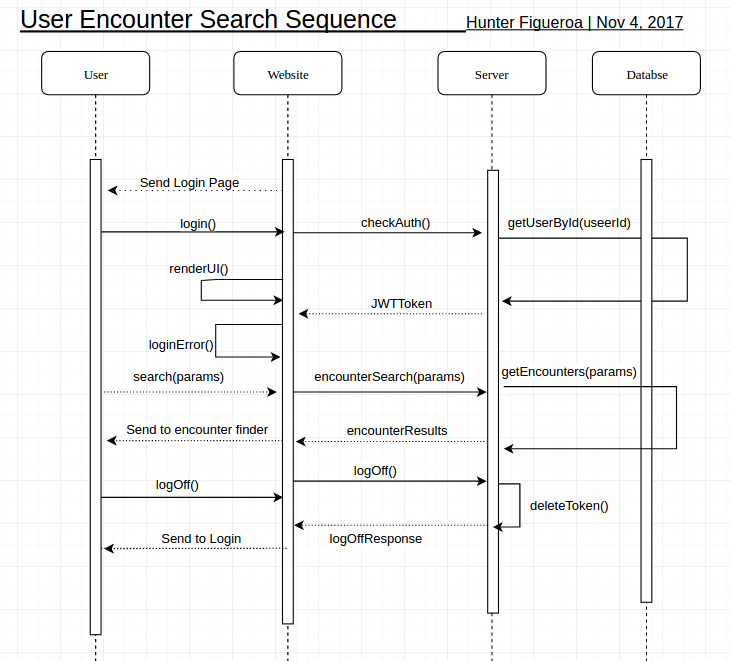 User Encounter Search Sequence
Hunter Figueroa | Nov 4, 2017
User
Website
Server
Databse
Send Login Page
login()
checkAuth()
getUserById(useerId)
renderUI()
JWTToken
loginError()
search(params)
encounterSearch(params)
getEncounters(params)
Send to encounter finder
encounterResults
logOff()
logOff()
deleteToken()
Send to Login
logOffResponse